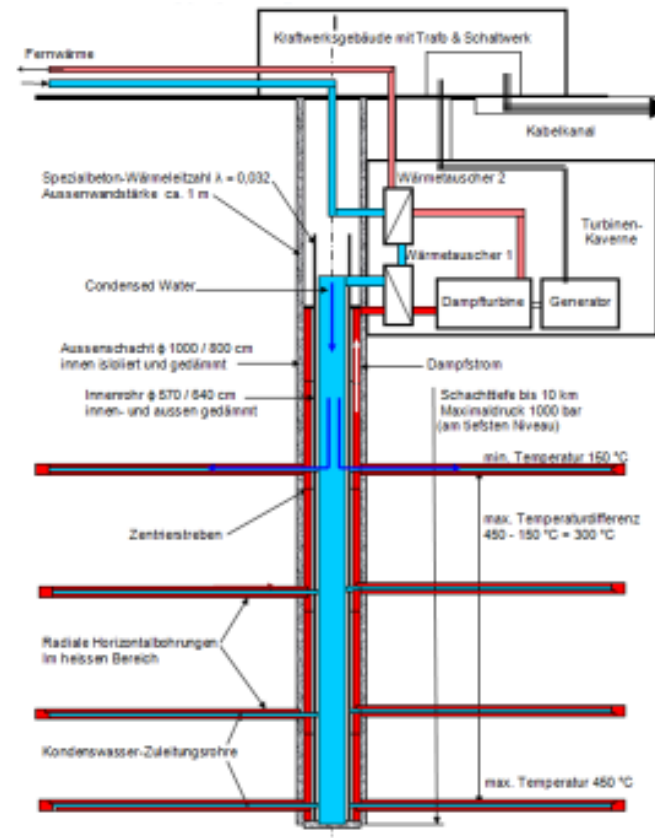 Kraftwerksgebäude mit Trafo & Schaltwerk
Fernwärme
Kabelkanal
Spezialbeton-Wärmeleitzahl λ = 0,032
Aussenwandstärke ca. 1 m
Wärmetauscher 2
Turbinen-
Kaverne
Wärmetauscher 1
Condensed Water
Dampfturbine
Generator
Aussenschacht ϕ 1000 / 800 cm
innen isoliert und gedämmt
Dampfstrom
Innenrohr ϕ 570 / 640 cm
innen- und aussen gedämmt
Schachttiefe bis 10 km
Maximaldruck 1000 bar
(am tiefsten Niveau)
min. Temperatur 150 °C
Zentrierstreben
max. Temperaturdifferenz
450 - 150 °C = 300 °C
Radiale Horizontalbohrungen
Im heissen Bereich
Kondenswasser-Zuleitungsrohre
max. Temperatur 450 °C